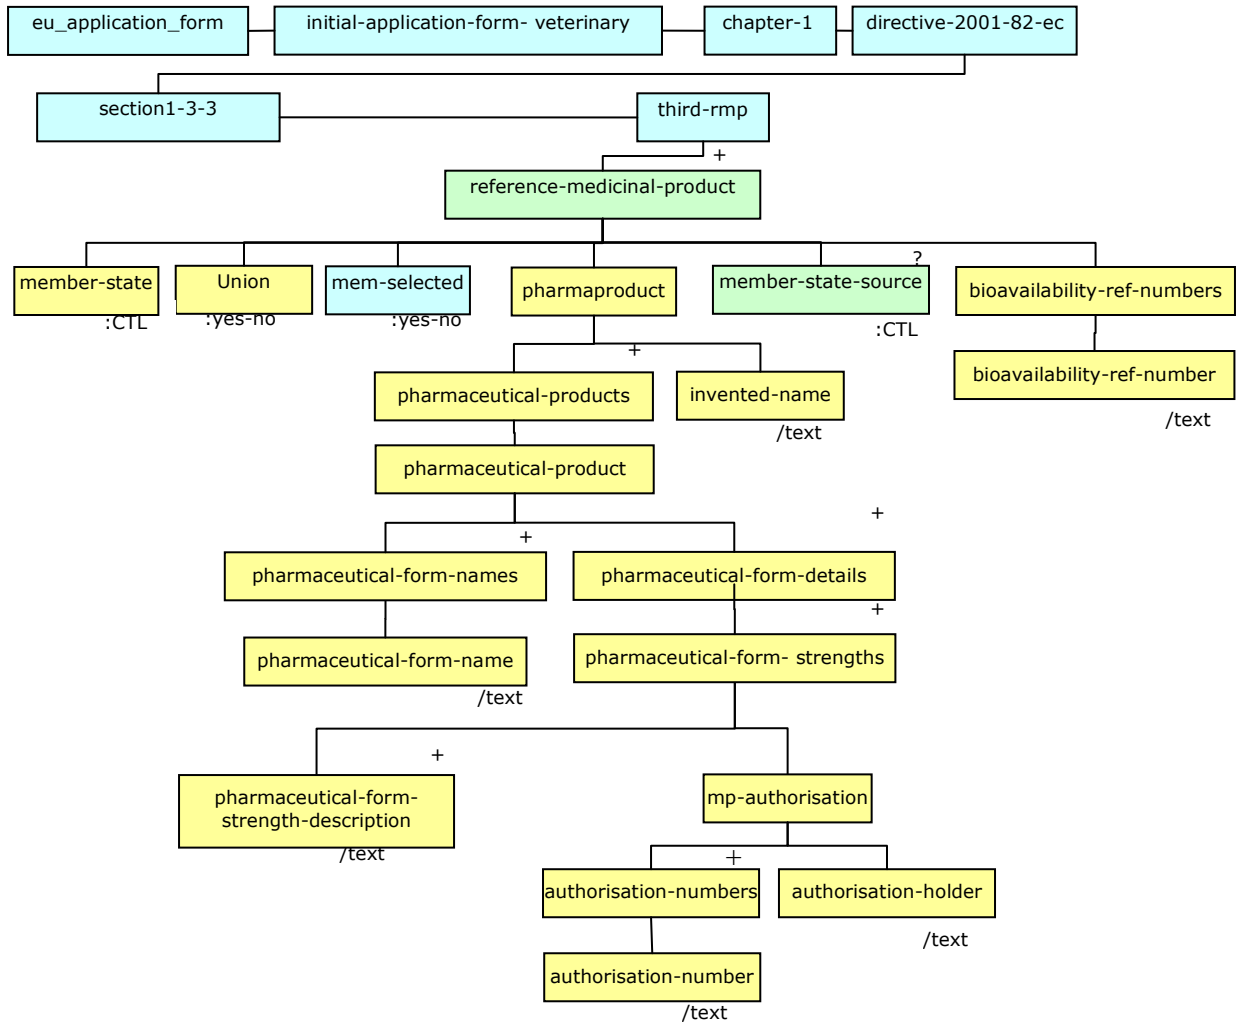 eu_application_form
initial-application-form- veterinary
chapter-1
directive-2001-82-ec
section1-3-3
third-rmp
+
reference-medicinal-product
member-state
:CTL
Union
:yes-no
mem-selected
:yes-no
pharmaproduct
?
member-state-source
:CTL
bioavailability-ref-numbers
+
bioavailability-ref-number
/text
pharmaceutical-products
invented-name
/text
pharmaceutical-product
+
+
pharmaceutical-form-names
pharmaceutical-form-details
+
pharmaceutical-form-name
/text
pharmaceutical-form- strengths
+
pharmaceutical-form-
strength-description
/text
mp-authorisation
+
authorisation-numbers
authorisation-holder
/text
authorisation-number
/text